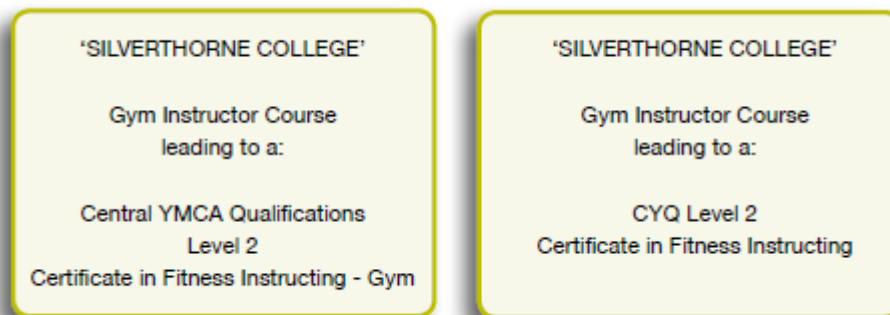 ‘SILVERTHORNE COLLEGE’
Gym Instructor Course
leading to a:
Central YMCA Qualifications
Level 2
Certificate in Fitness Instructing - Gym
‘SILVERTHORNE COLLEGE’
Gym Instructor Course
leading to a:
CYQ Level 2
Certificate in Fitness Instructing